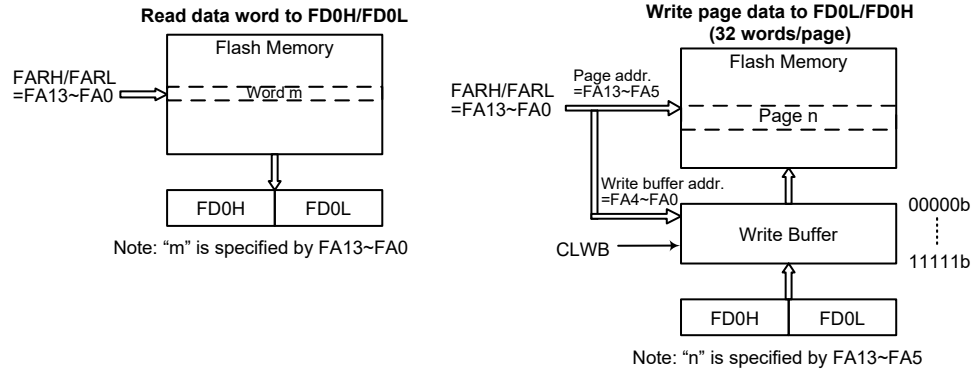 Read data word to FD0H/FD0L
Flash Memory
FARH/FARL
=FA13~FA0
Word m
FD0H
FD0L
Note: “m” is specified by FA13~FA0
Write page data to FD0L/FD0H
(32 words/page)
Flash Memory
FARH/FARL
=FA13~FA0
Page addr.
=FA13~FA5
Page n
Write buffer addr.
=FA4~FA0
CLWB
Write Buffer
00000b
11111b
FD0H
FD0L
Note: “n” is specified by FA13~FA5